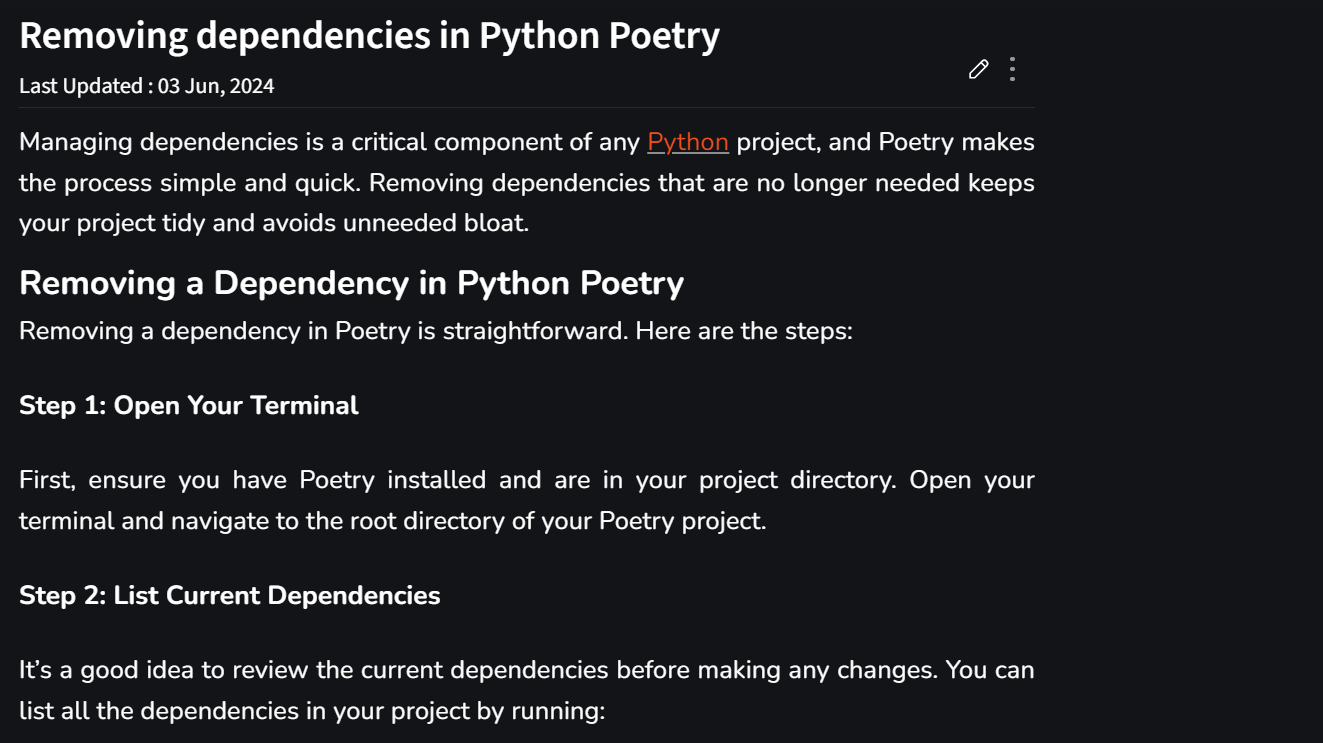 Removing dependencies in Python Poetry
Last Updated : 03 Jun, 2024
Managing dependencies is a critical component of any Python project, and Poetry makes
the process simple and quick. Removing dependencies that are no longer needed keeps
your project tidy and avoids unneeded bloat.
Removing a Dependency in Python Poetry
Removing a dependency in Poetry is straightforward. Here are the steps:
Step 1: Open Your Terminal
First, ensure you have Poetry installed and are in your project directory. Open your
terminal and navigate to the root directory of your Poetry project.
Step 2: List Current Dependencies
It’s a good idea to review the current dependencies before making any changes. You can
list all the dependencies in your project by running: